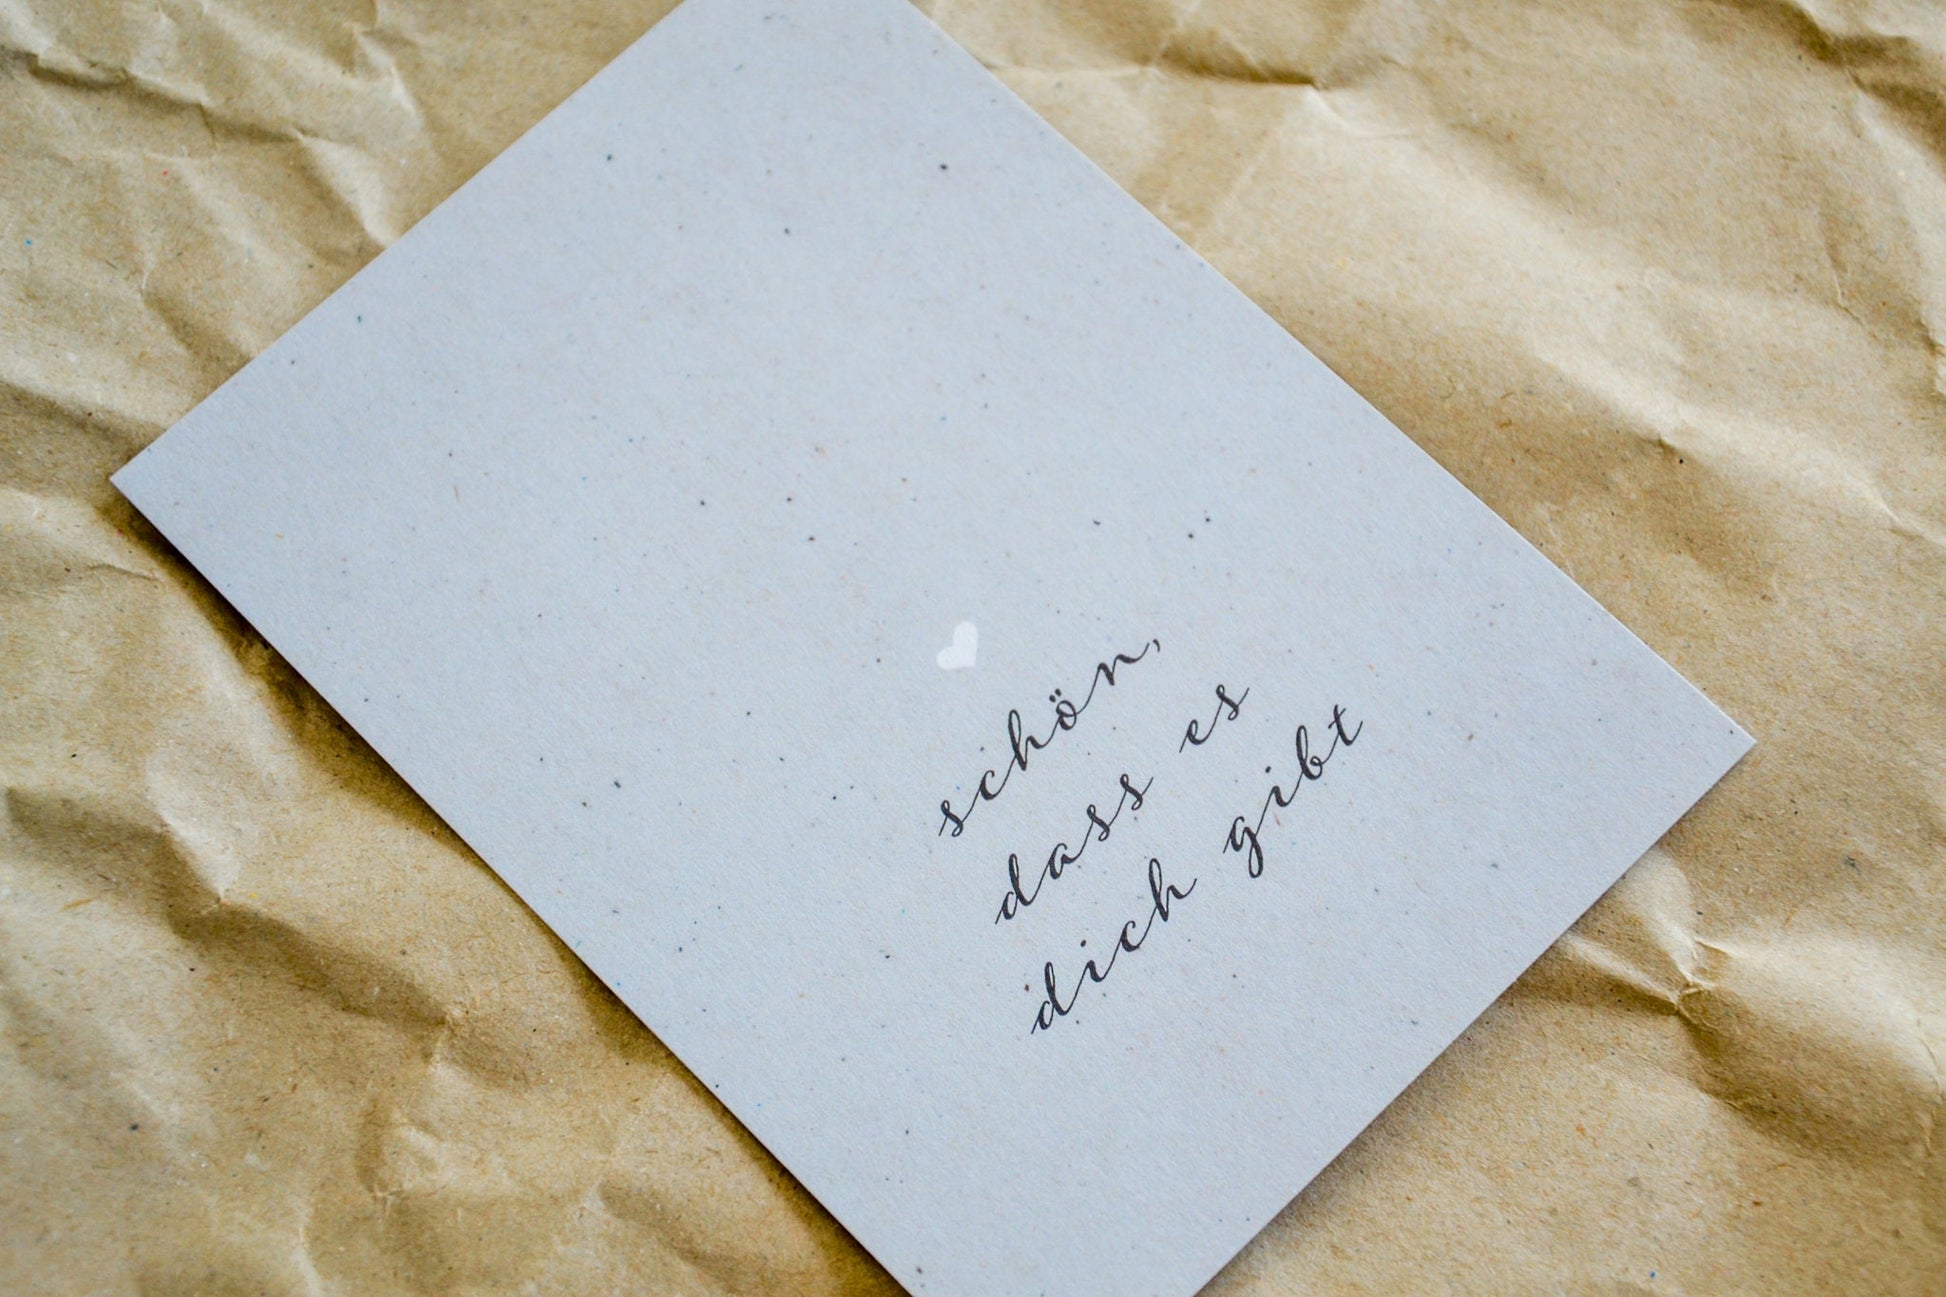 schön,
dass es
dich gibt